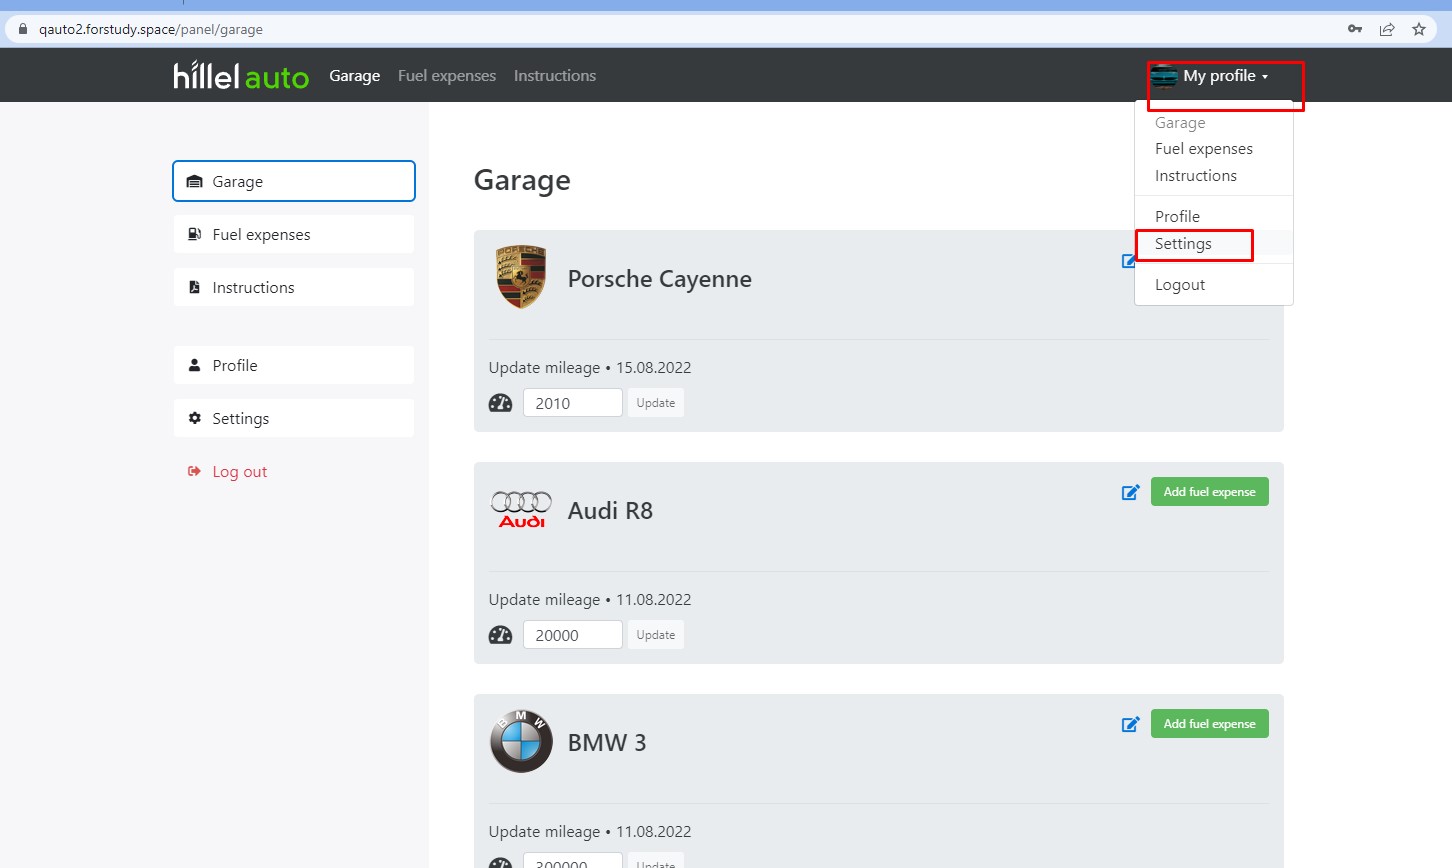 qauto2.forstudy.space/panel/garage
hillel auto Garage Fuel expenses Instructions My profile
Garage
Fuel expenses
Instructions
Profile
Settings
Logout
Garage
Fuel expenses
Instructions
Profile
Settings
Log out
Garage
PORSCHE
Porsche Cayenne
Update mileage • 15.08.2022
2010 Update
Audi
Audi R8
Add fuel expense
Update mileage • 11.08.2022
20000 Update
BMW
BMW 3
Add fuel expense
Update mileage • 11.08.2022
300000 Update